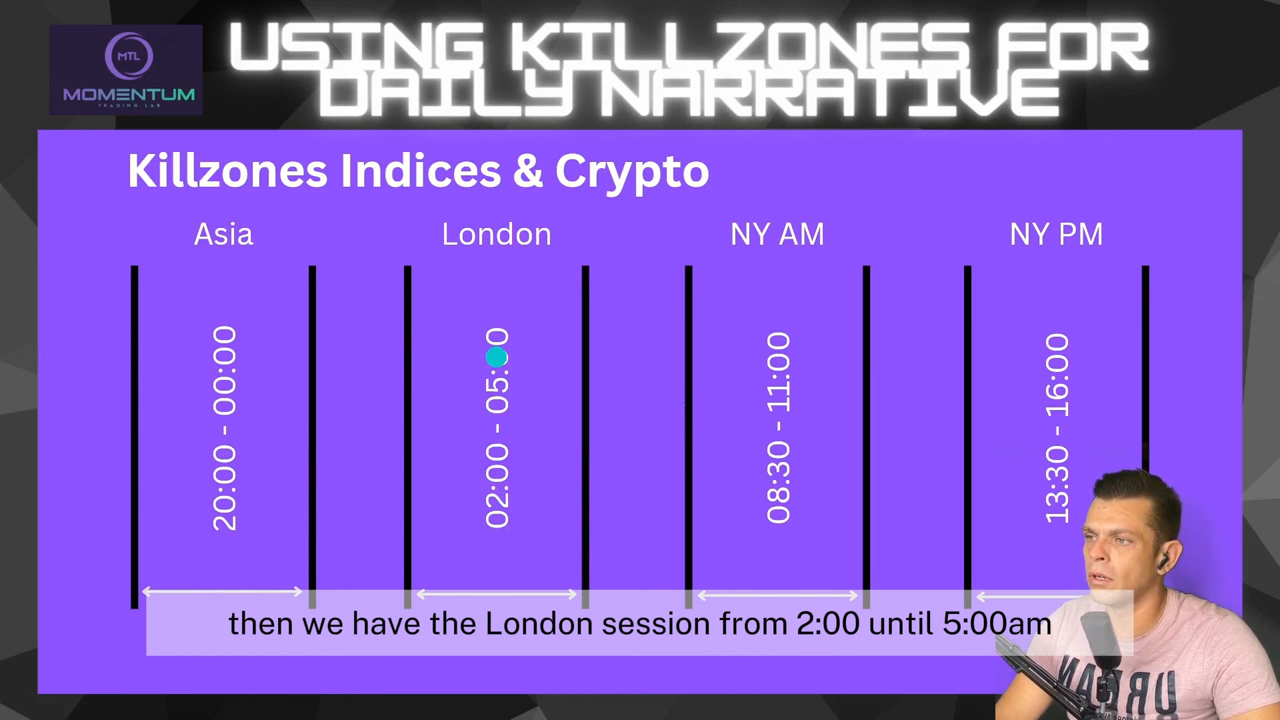 MTL
MOMENTUM
TRADING LAB
USING KILLZONES FOR
DAILY NARRATIVE
Killzones Indices & Crypto
Asia
London
NY AM
NY PM
20:00 - 00:00
02:00 - 05:00
08:30 - 11:00
13:30 - 16:00
then we have the London session from 2:00 until 5:00am